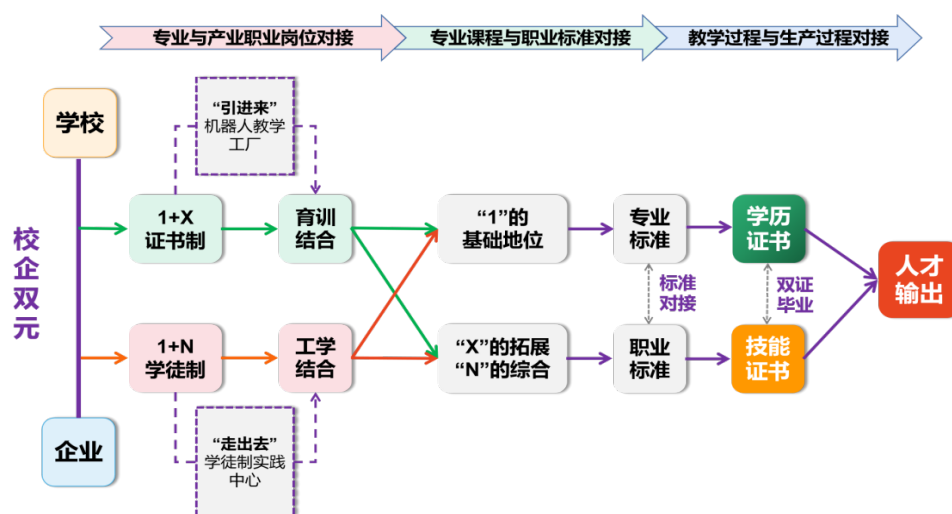 专业与产业职业岗位对接
专业课程与职业标准对接
教学过程与生产过程对接
学校
校企双元
企业
“引进来”
机器人教学
工厂
1+X
证书制
育训
结合
“1”的
基础地位
专业
标准
学历
证书
标准
对接
双证
毕业
人才
输出
1+N
学徒制
工学
结合
“X”的拓展
“N”的综合
职业
标准
技能
证书
“走出去”
学徒制实践
中心